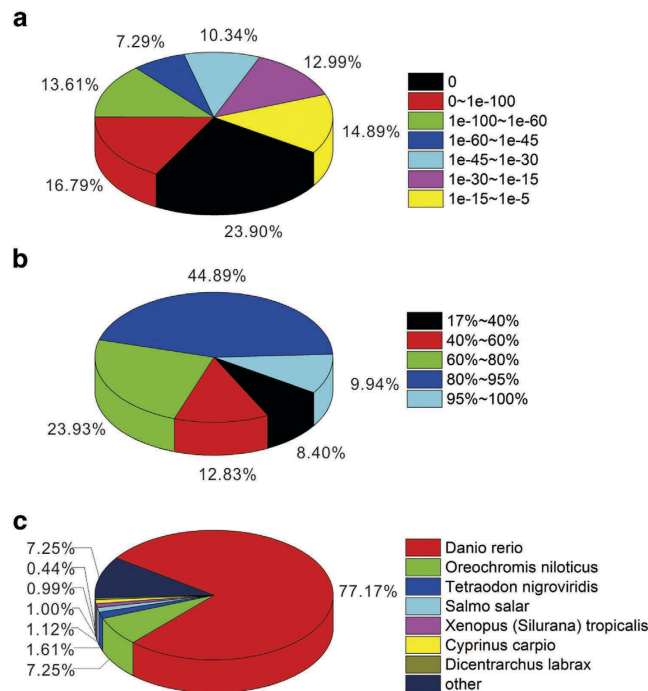 a
10.34%
7.29%
12.99%
13.61%
14.89%
16.79%
23.90%
0
0~1e-100
1e-100~1e-60
1e-60~1e-45
1e-45~1e-30
1e-30~1e-15
1e-15~1e-5
b
44.89%
9.94%
23.93%
8.40%
12.83%
17%~40%
40%~60%
60%~80%
80%~95%
95%~100%
c
7.25%
0.44%
0.99%
1.00%
1.12%
1.61%
7.25%
77.17%
Danio rerio
Oreochromis niloticus
Tetraodon nigroviridis
Salmo salar
Xenopus (Silurana) tropicalis
Cyprinus carpio
Dicentrarchus labrax
other